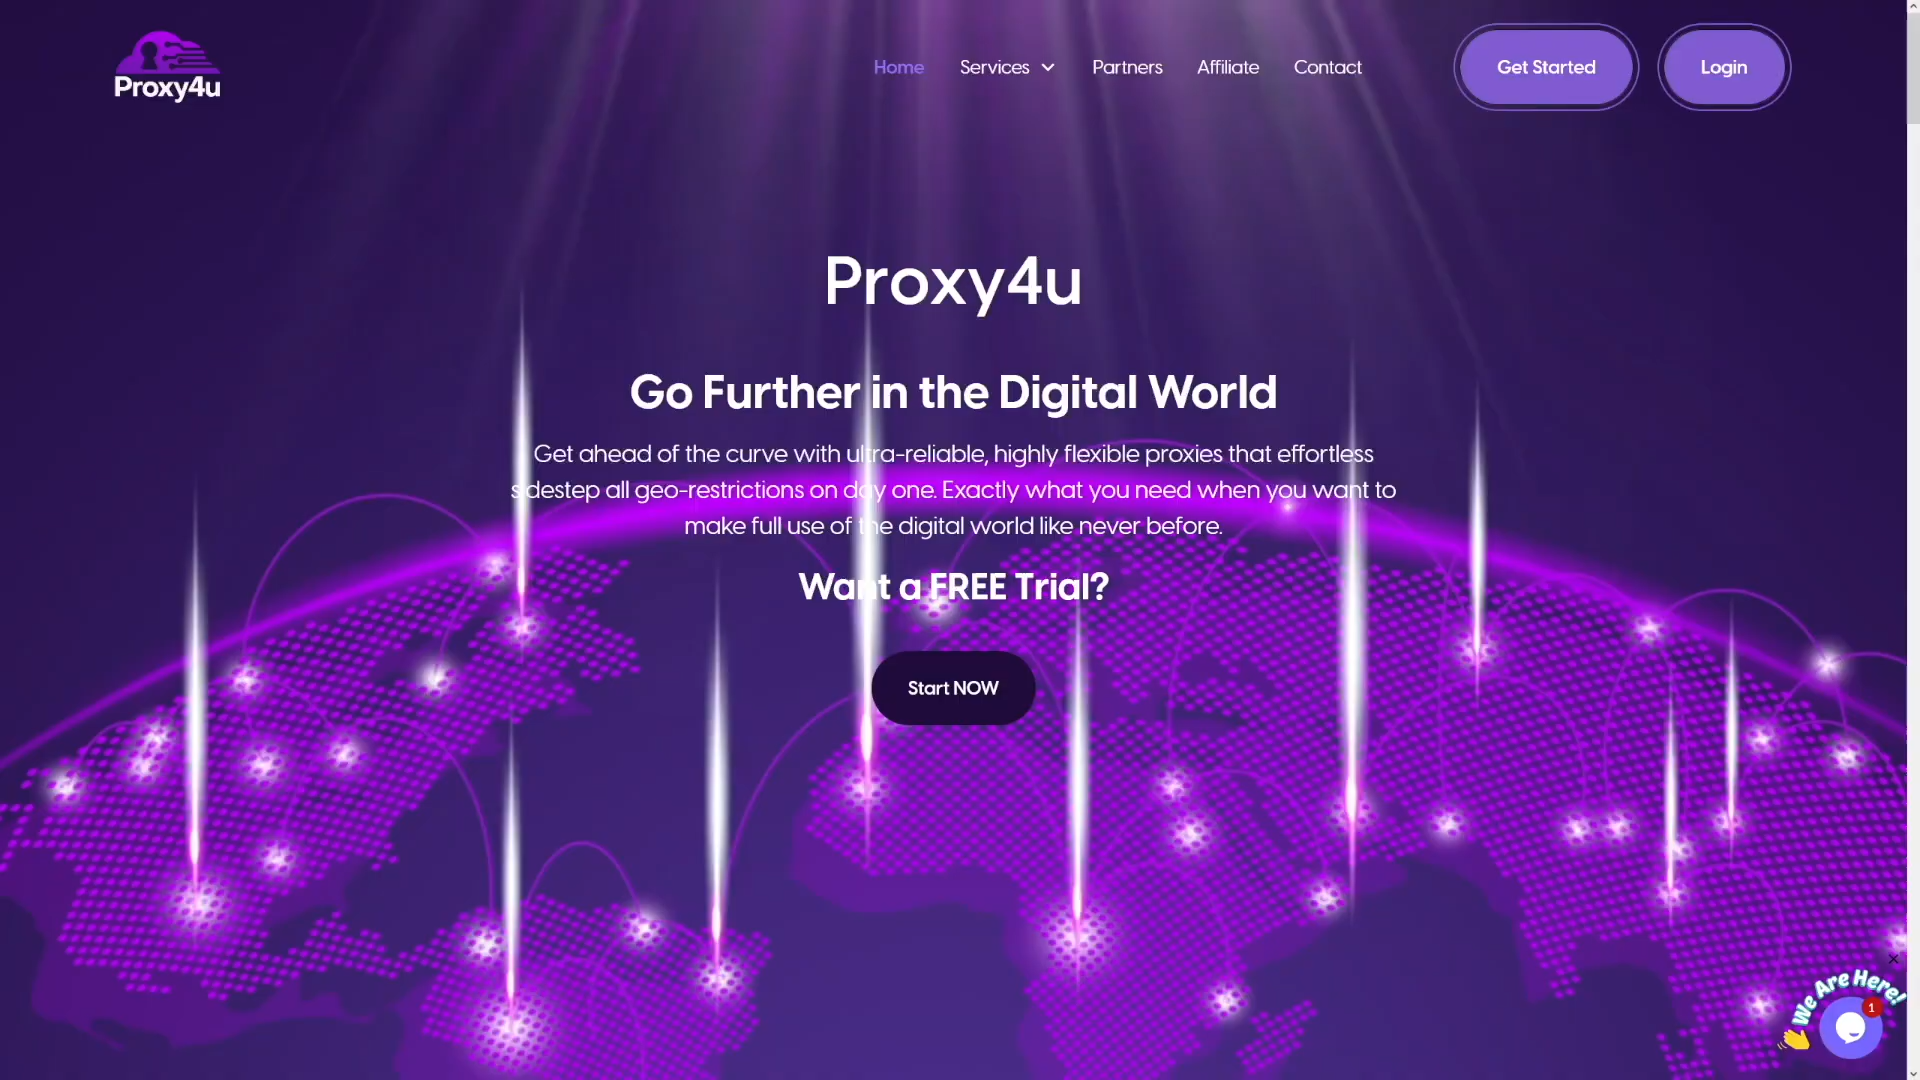 Proxy4u
Home
Services
Partners
Affiliate
Contact
Get Started
Login
Proxy4u
Go Further in the Digital World
Get ahead of the curve with ultra-reliable, highly flexible proxies that effortless
sidestep all geo-restrictions on day one. Exactly what you need when you want to
make full use of the digital world like never before.
Want a FREE Trial?
Start NOW
We Are Here!
1